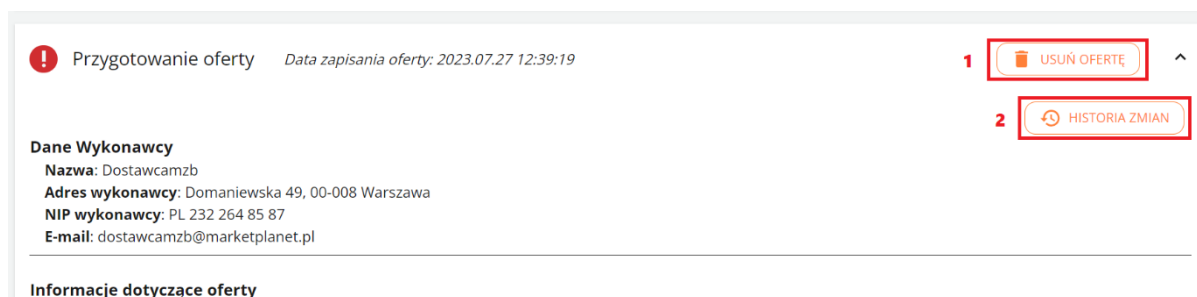 Przygotowanie oferty Data zapisania oferty: 2023.07.27 12:39:19 1 USUŃ OFERTĘ
2 HISTORIA ZMIAN
Dane Wykonawcy
Nazwa: Dostawcamzb
Adres wykonawcy: Domaniewska 49, 00-008 Warszawa
NIP wykonawcy: PL 232 264 85 87
E-mail: dostawcamzb@marketplanet.pl
Informacje dotyczące oferty